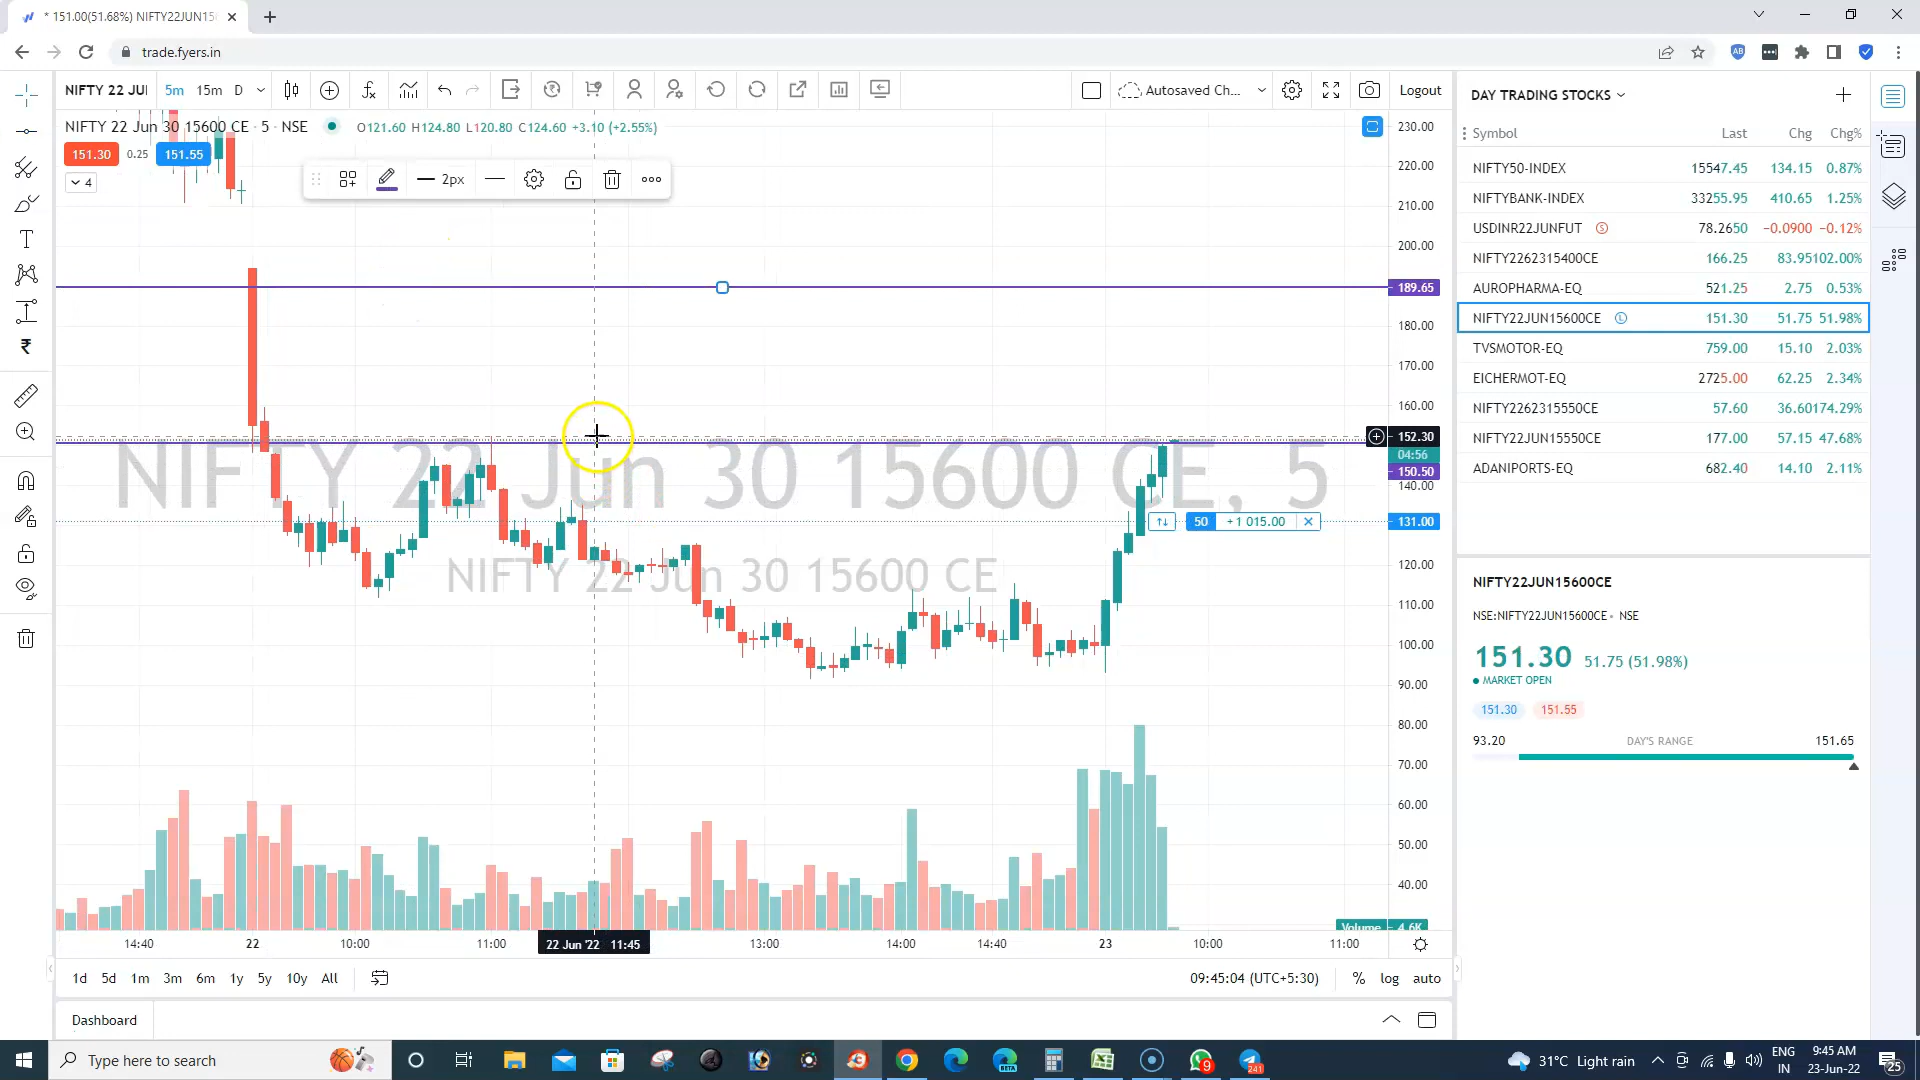 * 151.00(51.68%) NIFTY22JUN15
trade.fyers.in
NIFTY 22 JUI 5m 15m D
Autosaved Ch... Logout
NIFTY 22 Jun 30 15600 CE · 5 · NSE O121.60 H124.80 L120.80 C124.60 +3.10 (+2.55%)
151.30 0.25 151.55
4
2px
NIFTY 22 Jun 30 15600 CE, 5
NIFTY 22 Jun 30 15600 CE
50 +1 015.00
230.00
220.00
210.00
200.00
189.65
180.00
170.00
160.00
152.30
04:56
150.50
140.00
131.00
120.00
110.00
100.00
90.00
80.00
70.00
60.00
50.00
40.00
Volume 4.6K
14:40 22 10:00 11:00 22 Jun '22 11:45 13:00 14:00 14:40 23 10:00 11:00
1d 5d 1m 3m 6m 1y 5y 10y All 09:45:04 (UTC+5:30) % log auto
Dashboard
DAY TRADING STOCKS
Symbol Last Chg Chg%
NIFTY50-INDEX 15547.45 134.15 0.87%
NIFTYBANK-INDEX 33255.95 410.65 1.25%
USDINR22JUNFUT S 78.2650 −0.0900 −0.12%
NIFTY2262315400CE 166.25 83.95102.00%
AUROPHARMA-EQ 521.25 2.75 0.53%
NIFTY22JUN15600CE L 151.30 51.75 51.98%
TVSMOTOR-EQ 759.00 15.10 2.03%
EICHERMOT-EQ 2725.00 62.25 2.34%
NIFTY2262315550CE 57.60 36.60174.29%
NIFTY22JUN15550CE 177.00 57.15 47.68%
ADANIPORTS-EQ 682.40 14.10 2.11%
NIFTY22JUN15600CE
NSE:NIFTY22JUN15600CE • NSE
151.30 51.75 (51.98%)
MARKET OPEN
151.30 151.55
93.20 DAY'S RANGE 151.65
Type here to search
BETA
9
241
31°C Light rain
ENG
IN
9:45 AM
23-Jun-22
25